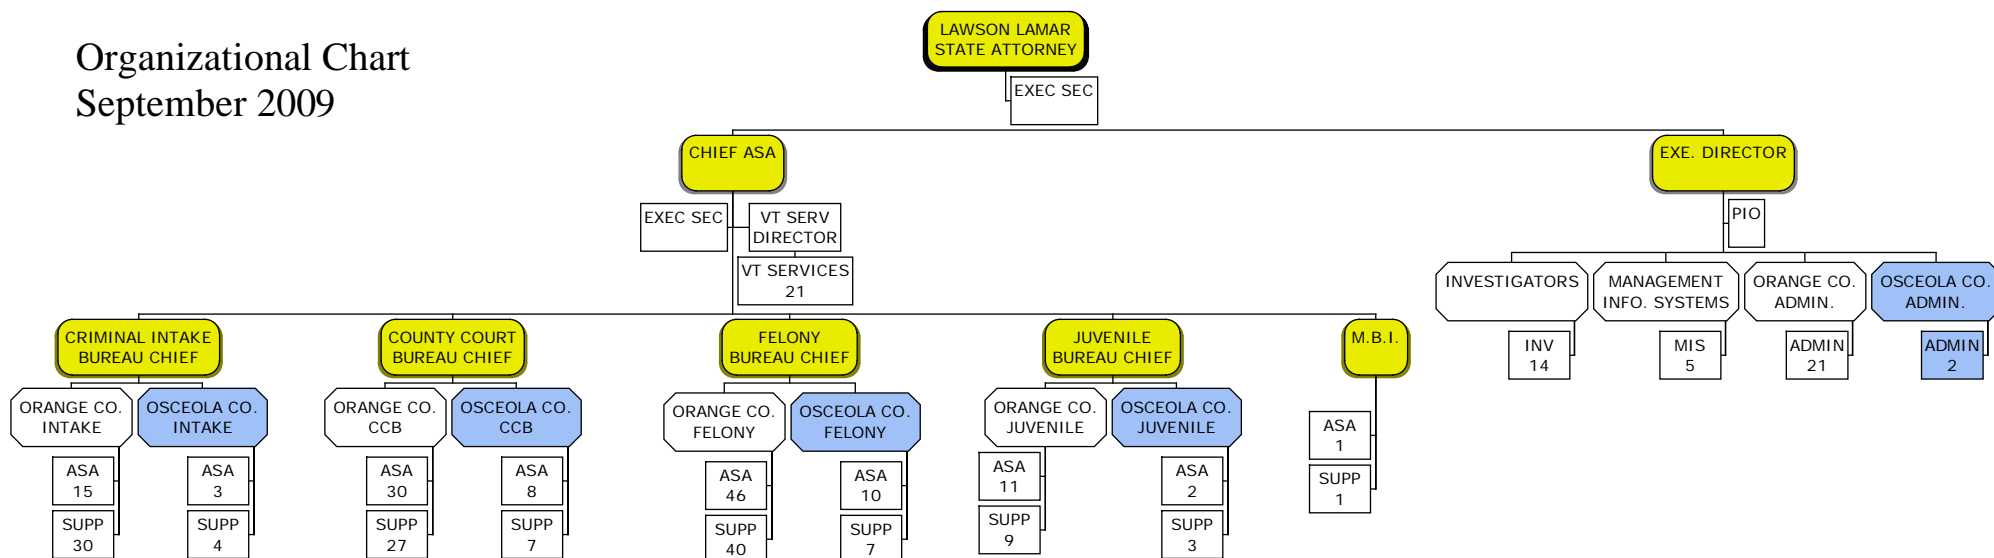 Organizational Chart
September 2009
LAWSON LAMAR
STATE ATTORNEY
EXEC SEC
CHIEF ASA
EXE. DIRECTOR
EXEC SEC
VT SERV
DIRECTOR
VT SERVICES
21
PIO
INVESTIGATORS
MANAGEMENT
INFO. SYSTEMS
ORANGE CO.
ADMIN.
OSCEOLA CO.
ADMIN.
INV
14
MIS
5
ADMIN
21
ADMIN
2
CRIMINAL INTAKE
BUREAU CHIEF
COUNTY COURT
BUREAU CHIEF
FELONY
BUREAU CHIEF
JUVENILE
BUREAU CHIEF
M.B.I.
ORANGE CO.
INTAKE
OSCEOLA CO.
INTAKE
ORANGE CO.
CCB
OSCEOLA CO.
CCB
ORANGE CO.
FELONY
OSCEOLA CO.
FELONY
ORANGE CO.
JUVENILE
OSCEOLA CO.
JUVENILE
ASA
15
SUPP
30
ASA
3
SUPP
4
ASA
30
SUPP
27
ASA
8
SUPP
7
ASA
46
SUPP
40
ASA
10
SUPP
7
ASA
11
SUPP
9
ASA
2
SUPP
3
ASA
1
SUPP
1